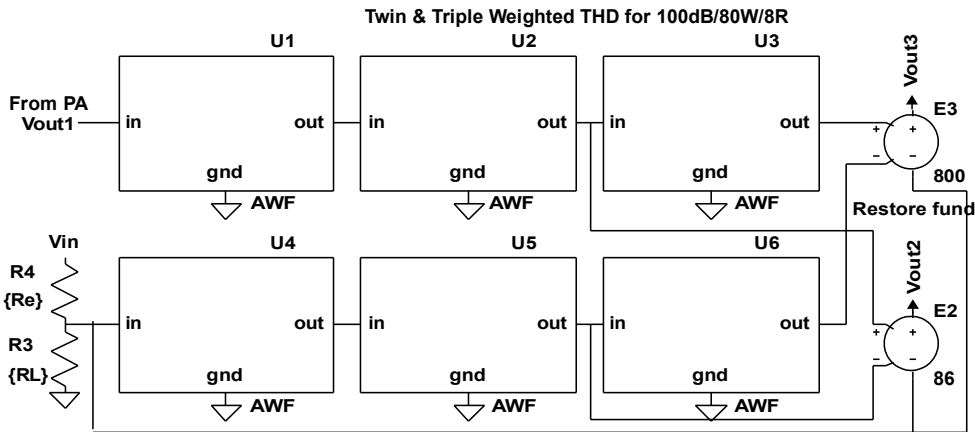 Twin & Triple Weighted THD for 100dB/80W/8R
U1
U2
U3
Vout3
From PA
Vout1
in
out
in
out
in
out
E3
+
+
−
−
gnd
gnd
gnd
800
AWF
AWF
AWF
Restore fund
Vin
U4
U5
U6
Vout2
R4
{Re}
in
out
in
out
in
out
E2
+
+
−
−
R3
{RL}
gnd
gnd
gnd
86
AWF
AWF
AWF